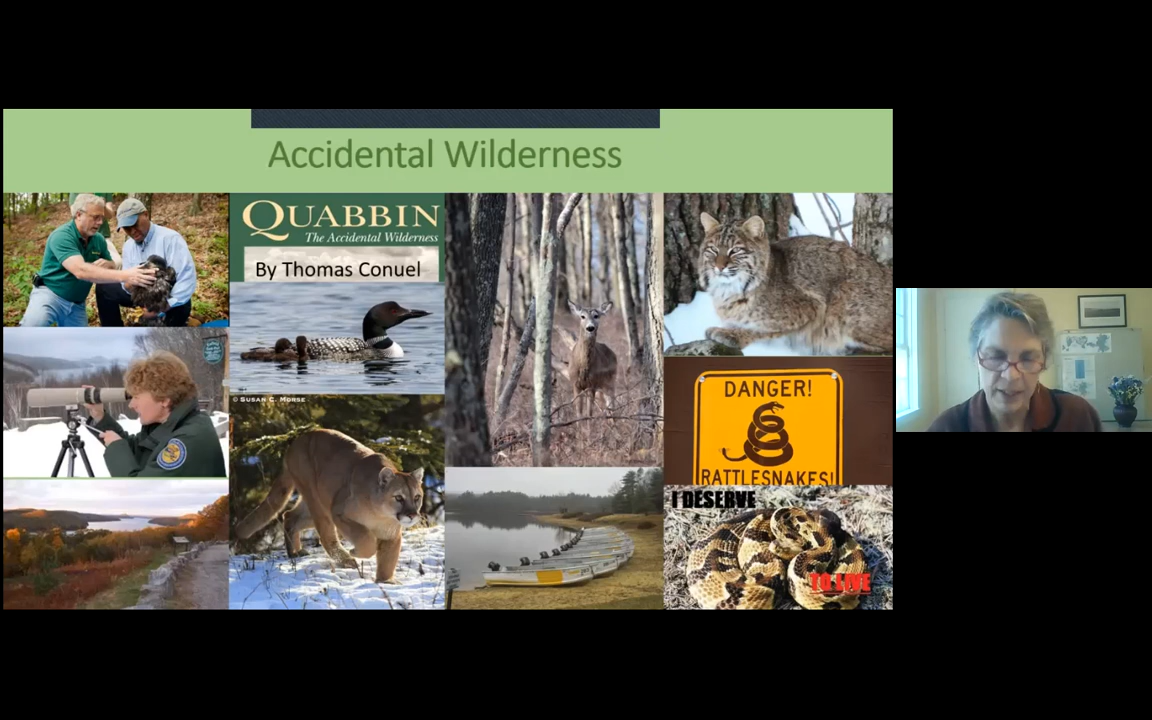 Accidental Wilderness
QUABBIN
The Accidental Wilderness
By Thomas Conuel
© SUSAN C. MORSE
DANGER!
RATTLESNAKES!
I DESERVE
TO LIVE